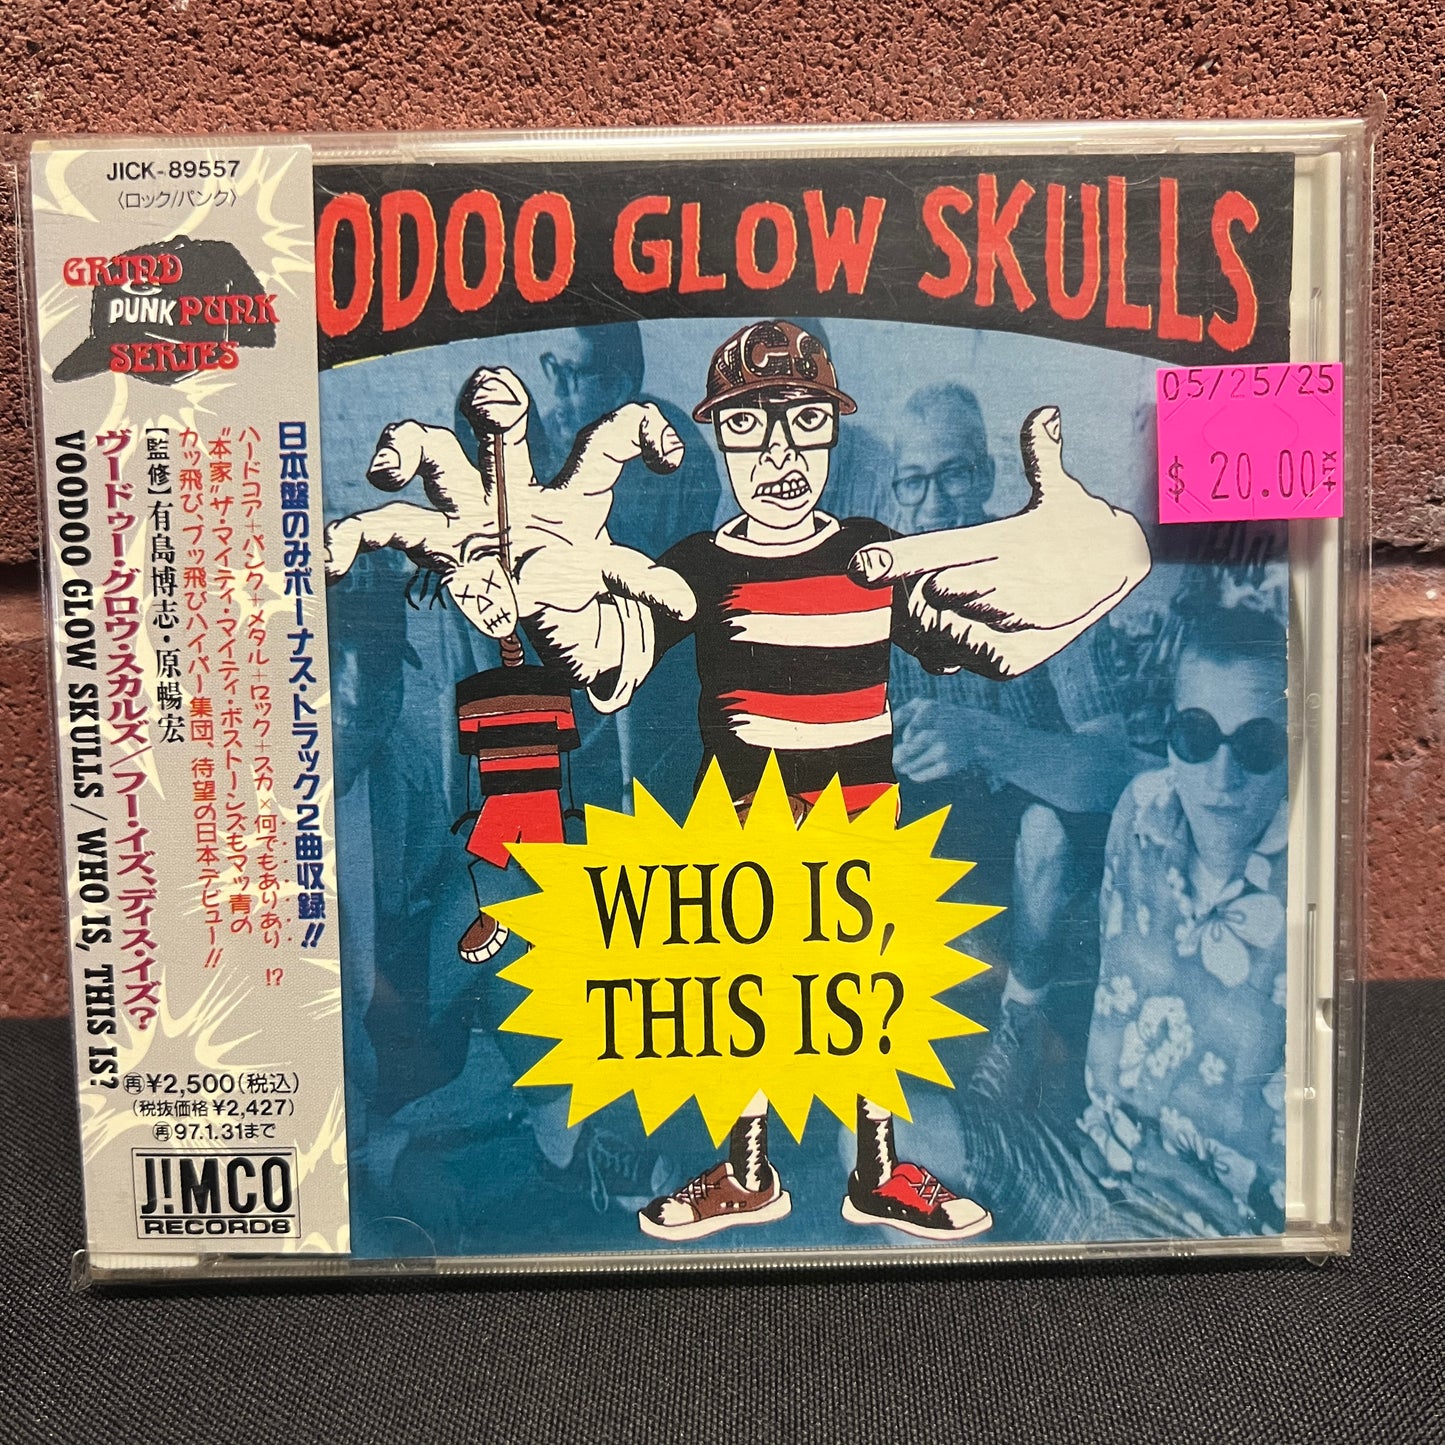 JICK-89557
〈ロック/パンク〉
GRIND
PUNK PUNK
SERIES
日本盤のみボーナス・トラック2曲収録!!
ハードコア+パンク+メタル+ロック+スカ×何でもありあり!?
"本家"ザ・マイティ・マイティ・ボストーンズもマッ青の
カッ飛び、ブッ飛びハイパー集団、待望の日本デビュー!!
【監修】有島博志・原暢宏
ヴードゥー・グロウ・スカルズ/フー・イズ、ディス・イズ?
VOODOO GLOW SKULLS / WHO IS, THIS IS?
再¥2,500(税込)
(税抜価格¥2,427)
再97.1.31まで
J!MCO
RECORDS
ODOO GLOW SKULLS
VGS
05/25/25
$ 20.00 +TX
WHO IS,
THIS IS?